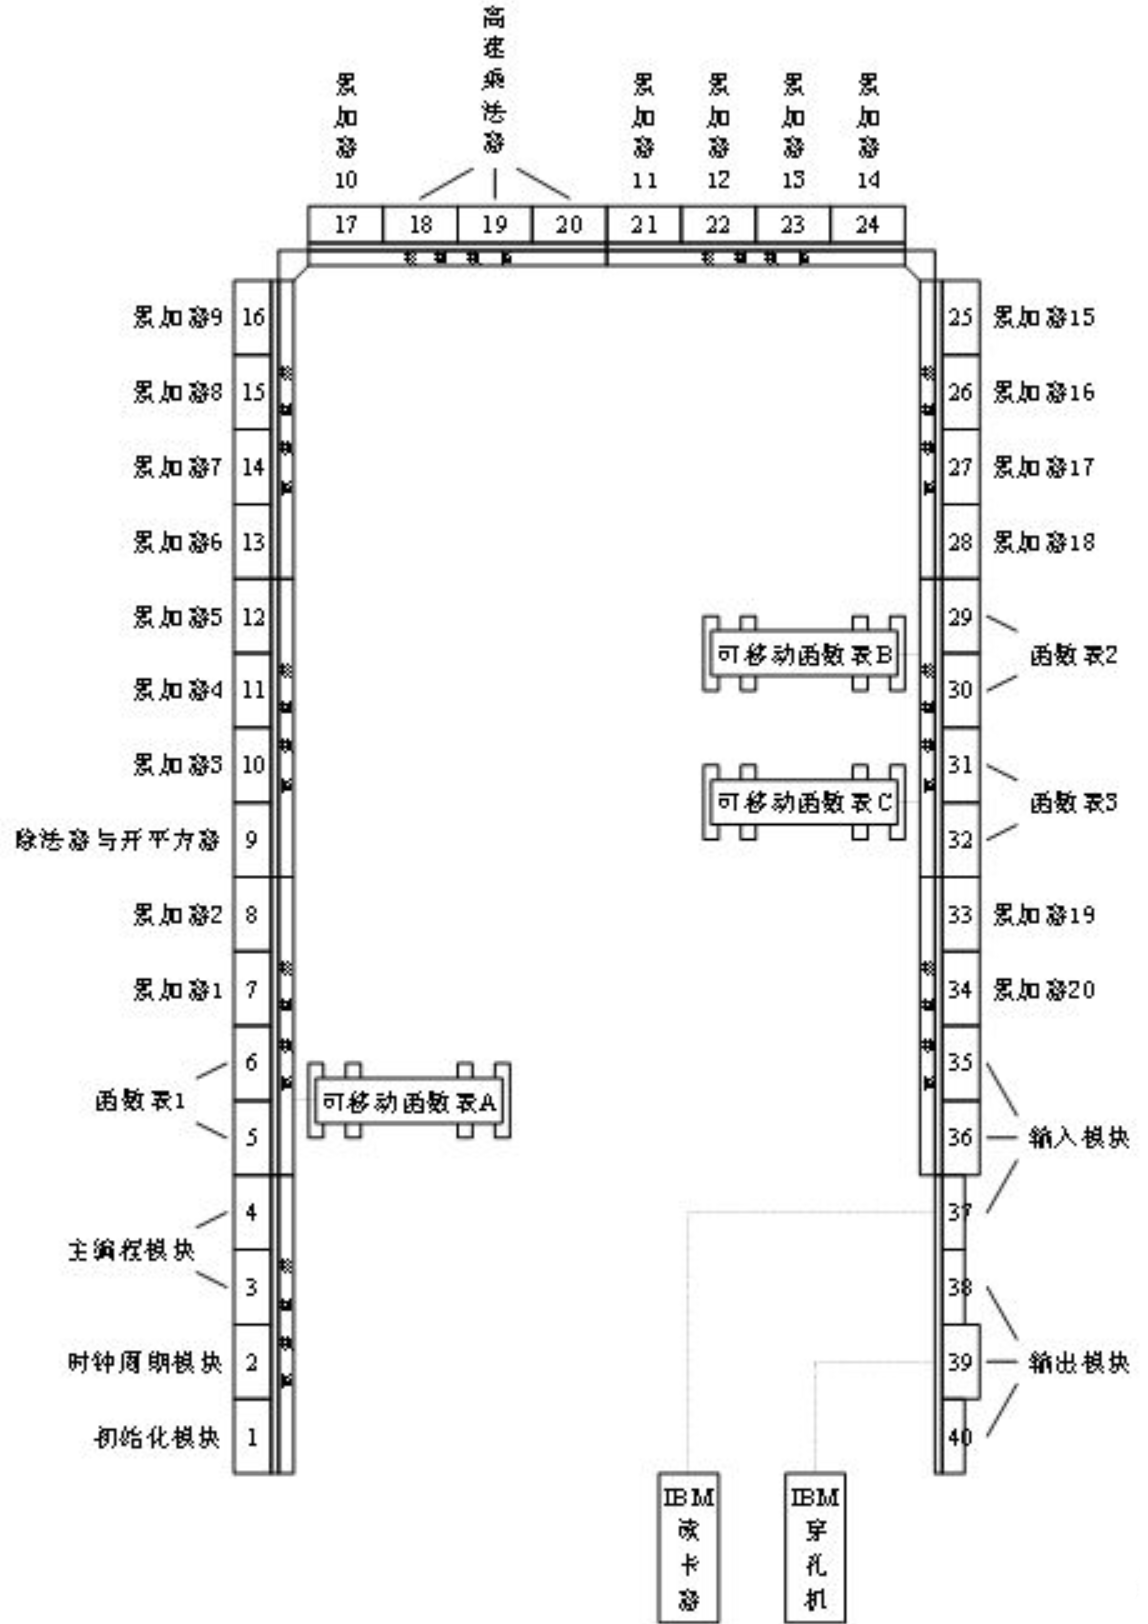 高速乘法器
累加器10
累加器11
累加器12
累加器13
累加器14
17 18 19 20 21 22 23 24
累加器9 16
累加器8 15
累加器7 14
累加器6 13
累加器5 12
累加器4 11
累加器3 10
除法器与开平方器 9
累加器2 8
累加器1 7
6
函数表1
5
4
主编程模块
3
时钟周期模块 2
初始化模块 1
可移动函数表A
可移动函数表B
可移动函数表C
25 累加器15
26 累加器16
27 累加器17
28 累加器18
29
函数表2
30
31
函数表3
32
33 累加器19
34 累加器20
35
36 输入模块
37
38
39 输出模块
40
IBM读卡器
IBM穿孔机